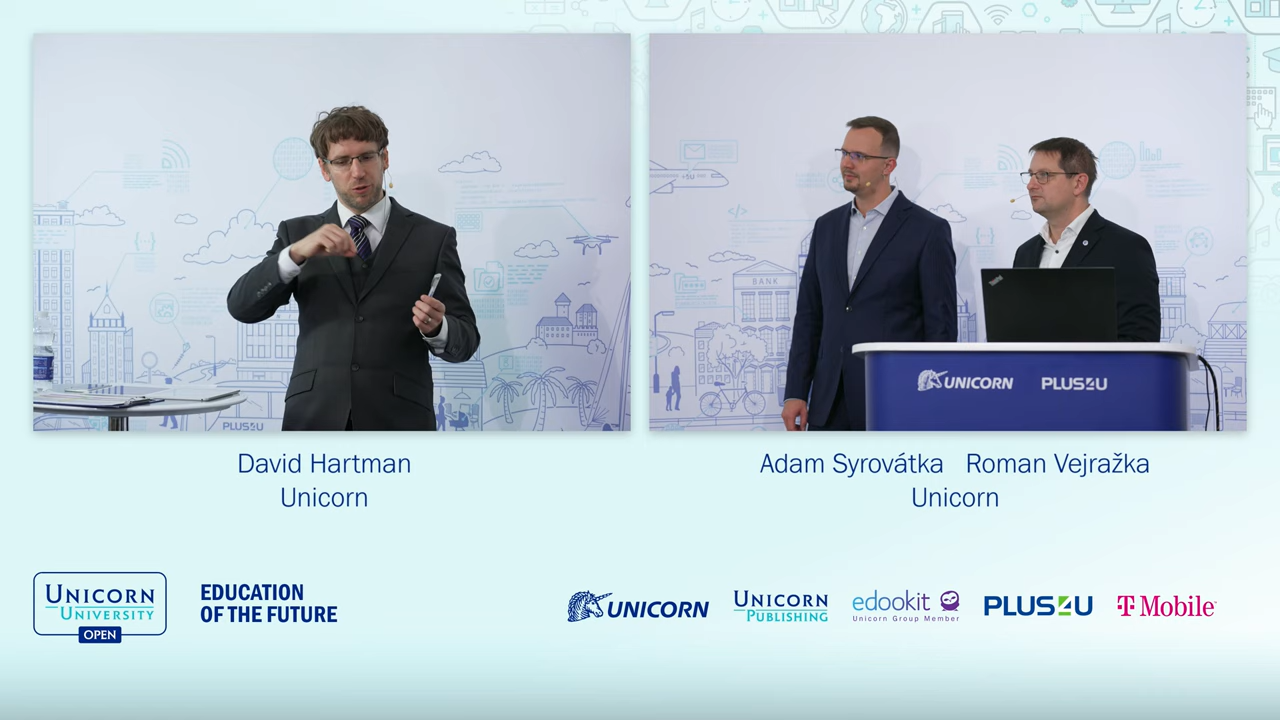 PLUS4U
BANK
UNICORN PLUS4U
David Hartman
Unicorn
Adam Syrovátka Roman Vejražka
Unicorn
UNICORN
UNIVERSITY
OPEN
EDUCATION
OF THE FUTURE
UNICORN
UNICORN
PUBLISHING
edookit
Unicorn Group Member
PLUS4U
T Mobile